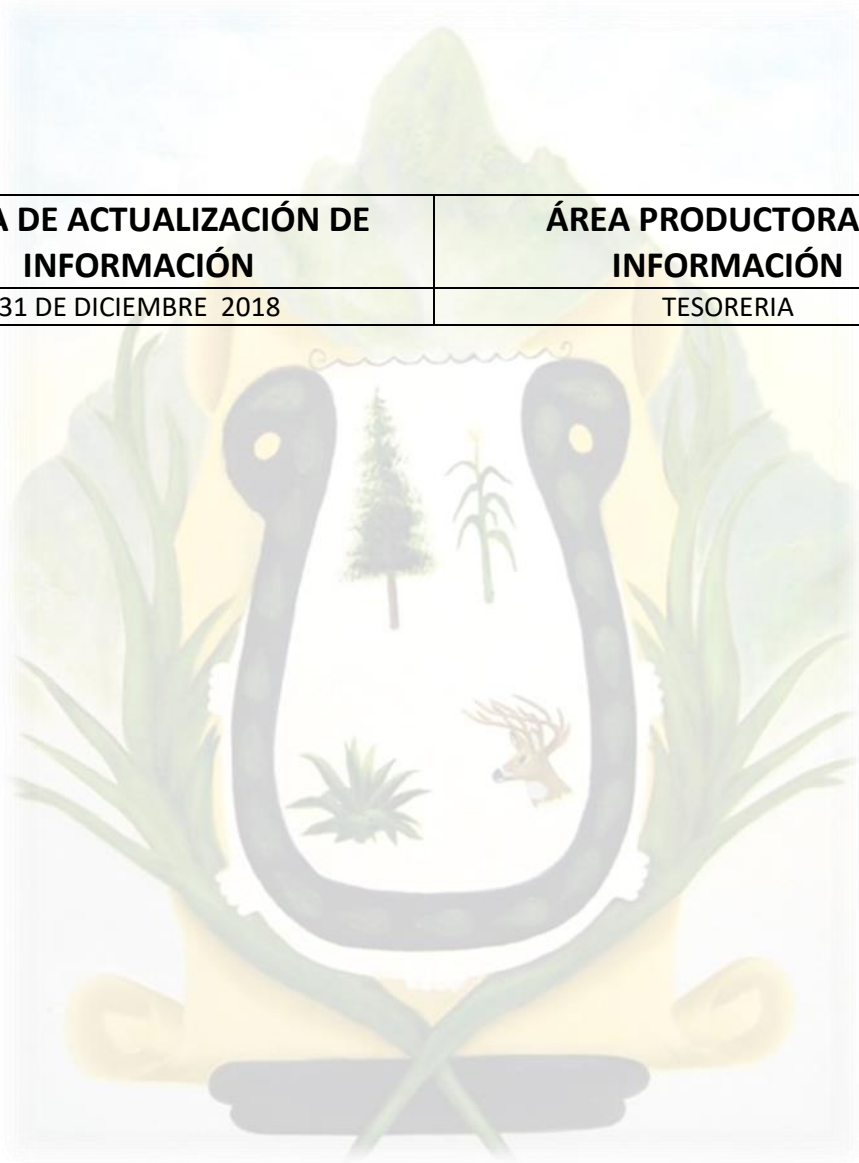 A DE ACTUALIZACIÓN DE
INFORMACIÓN
ÁREA PRODUCTORA
INFORMACIÓN
31 DE DICIEMBRE 2018
TESORERIA